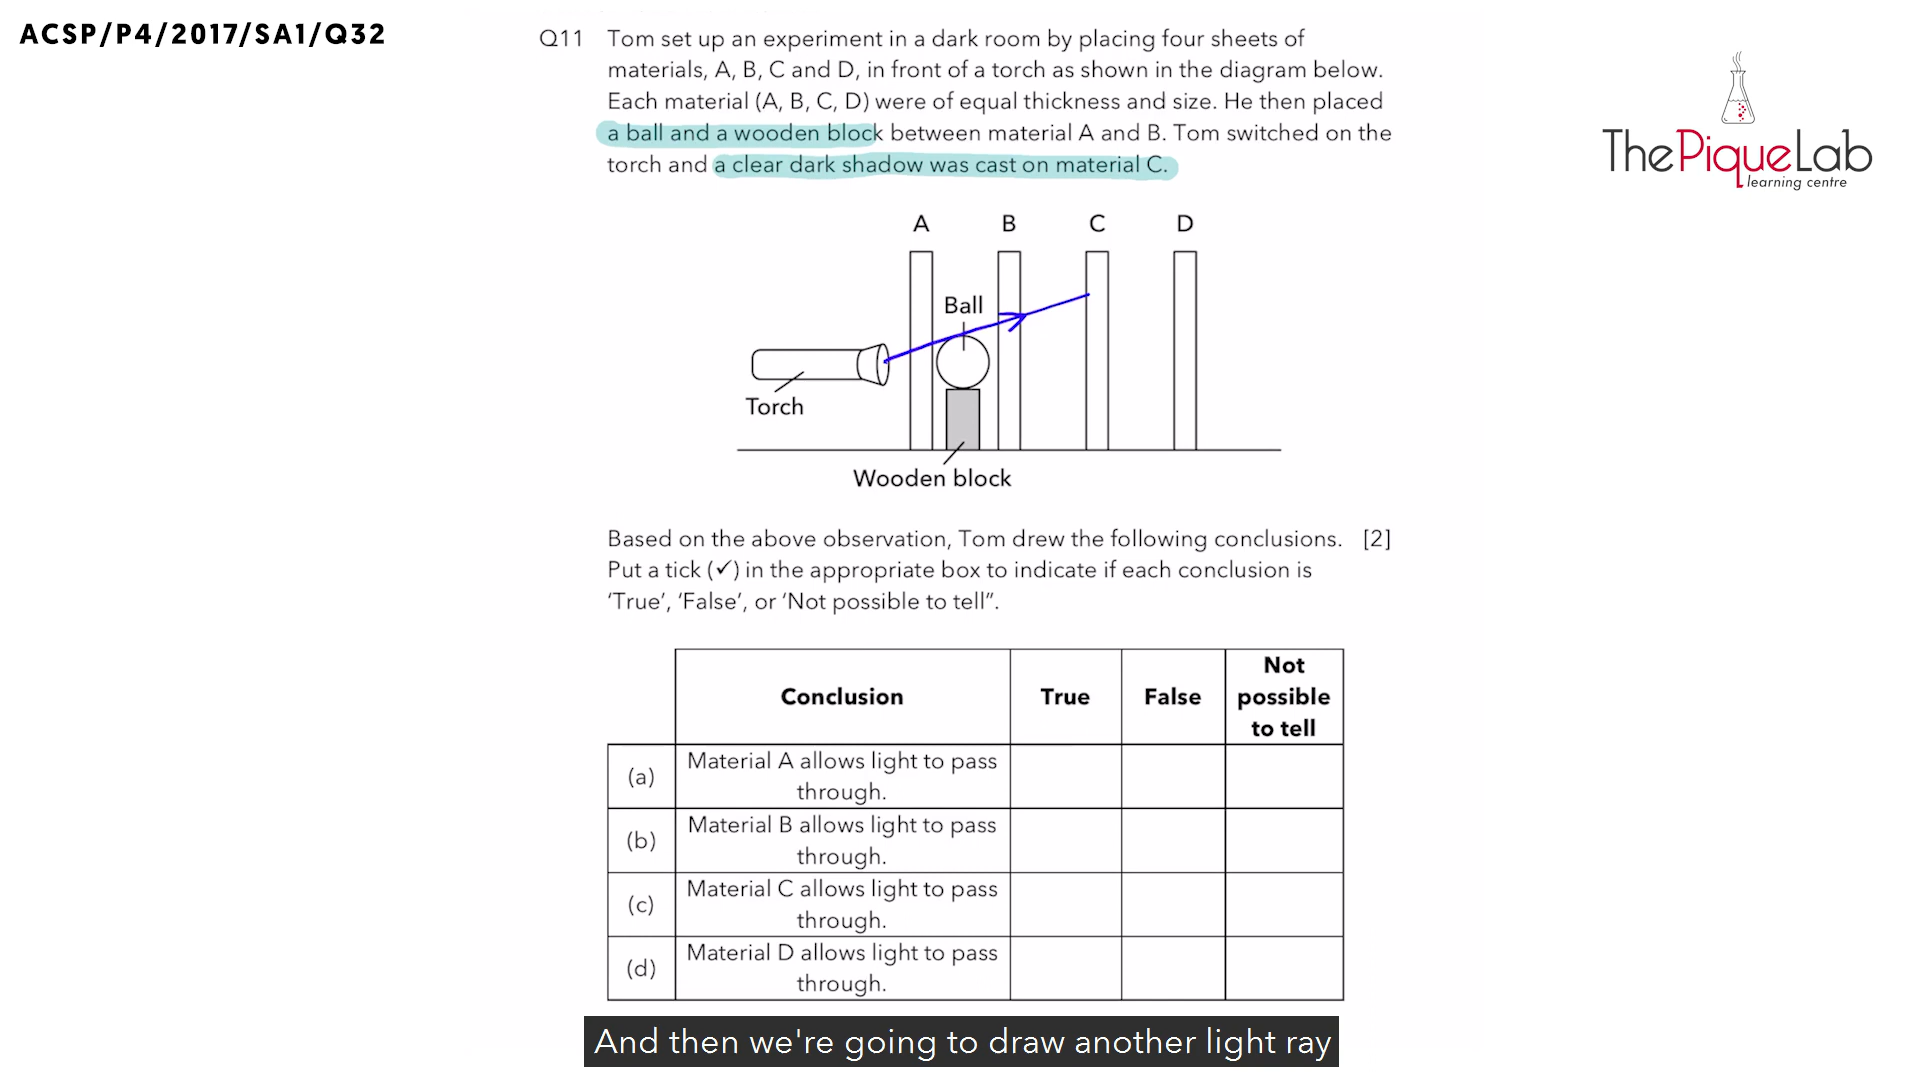 ACSP/P4/2017/SA1/Q32
Q11 Tom set up an experiment in a dark room by placing four sheets of
materials, A, B, C and D, in front of a torch as shown in the diagram below.
Each material (A, B, C, D) were of equal thickness and size. He then placed
a ball and a wooden block between material A and B. Tom switched on the
torch and a clear dark shadow was cast on material C.
ThePiqueLab
learning centre
A B C D
Ball
Torch
Wooden block
Based on the above observation, Tom drew the following conclusions. [2]
Put a tick (✓) in the appropriate box to indicate if each conclusion is
‘True’, ‘False’, or ‘Not possible to tell”.
Conclusion True False Not possible to tell
(a) Material A allows light to pass
through.
(b) Material B allows light to pass
through.
(c) Material C allows light to pass
through.
(d) Material D allows light to pass
through.
And then we're going to draw another light ray